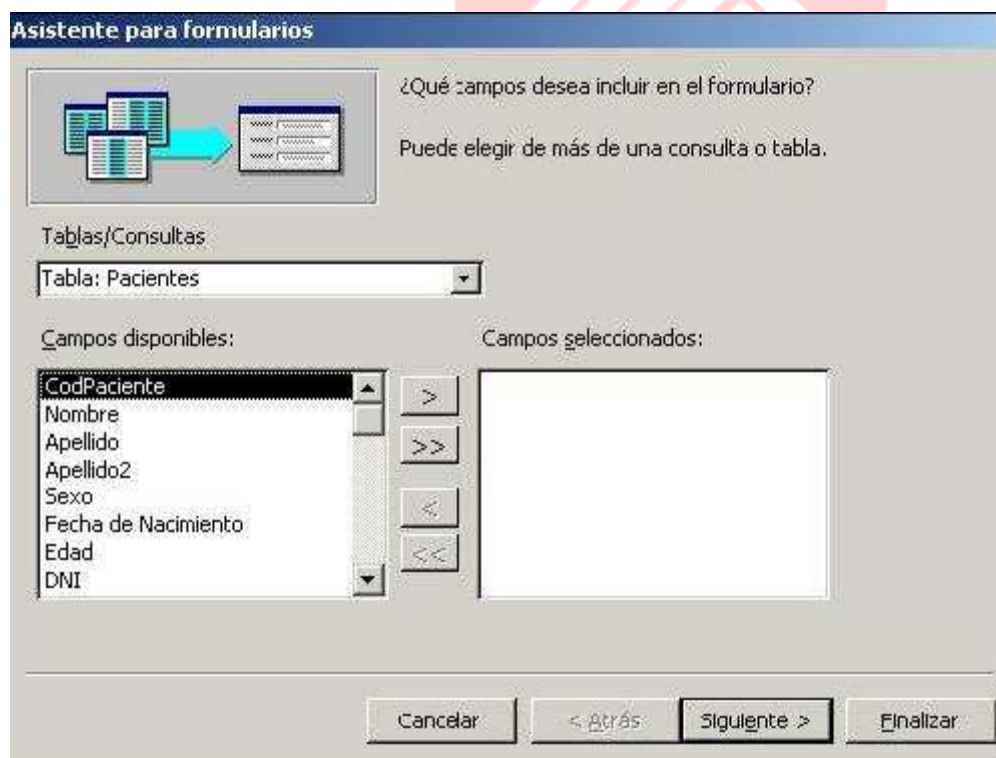 Asistente para formularios
¿Qué campos desea incluir en el formulario?
Puede elegir de más de una consulta o tabla.
Tablas/Consultas
Tabla: Pacientes
Campos disponibles:
Campos seleccionados:
CodPaciente
Nombre
Apellido
Apellido2
Sexo
Fecha de Nacimiento
Edad
DNI
>
>>
<
<<
Cancelar
< Atrás
Siguiente >
Finalizar